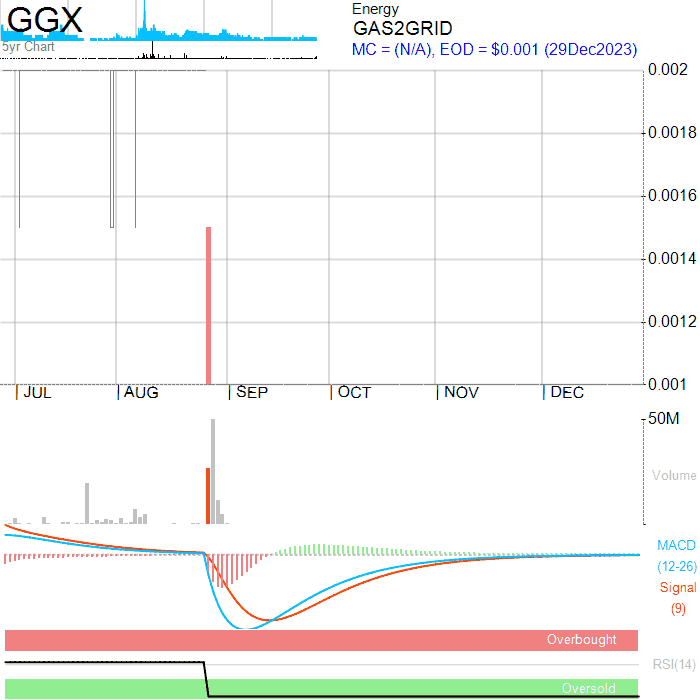 GGX
5yr Chart
Energy
GAS2GRID
MC = (N/A), EOD = $0.001 (29Dec2023)
0.002
0.0018
0.0016
0.0014
0.0012
0.001
JUL AUG SEP OCT NOV DEC
50M
Volume
MACD
(12-26)
Signal
(9)
Overbought
RSI(14)
Oversold